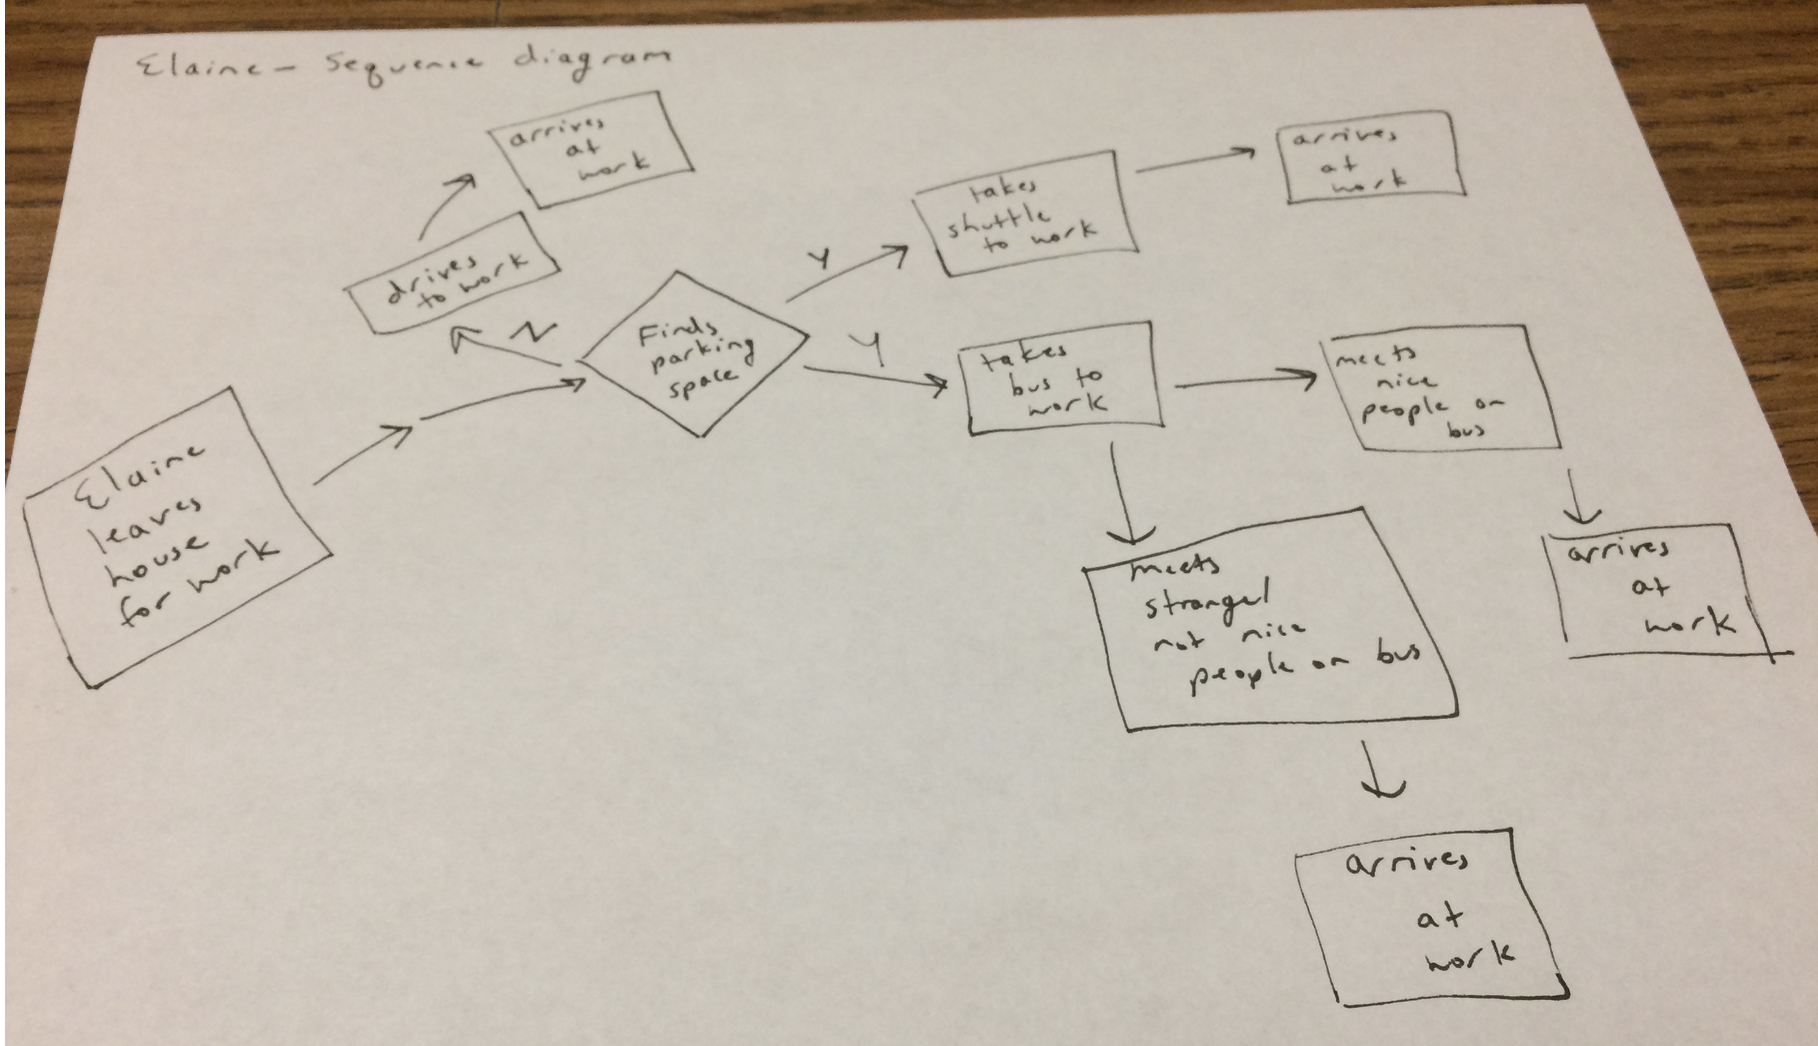 Elaine - Sequence diagram
arrives
at
work
drives
to work
N
Elaine
leaves
house
for work
Finds
parking
space
Y
takes
shuttle
to work
arrives
at
work
Y
takes
bus to
work
meets
nice
people on
bus
arrives
at
work
meets
strange/
not nice
people on bus
arrives
at
work